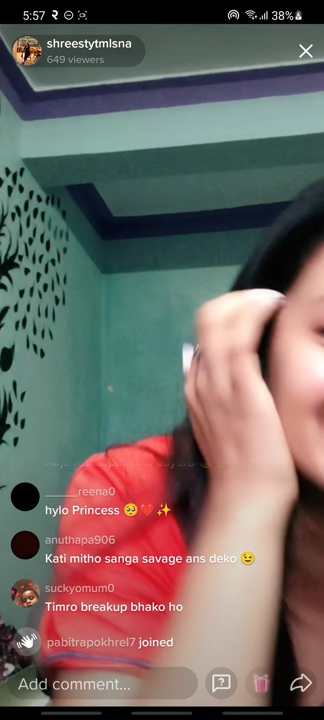 5:57
38%
shreestytmlsna
649 viewers
_____reena0
hylo Princess 🥺❤️✨
anuthapa906
Kati mitho sanga savage ans deko 😉
suckyomum0
Timro breakup bhako ho
pabitrapokhrel7 joined
Add comment...